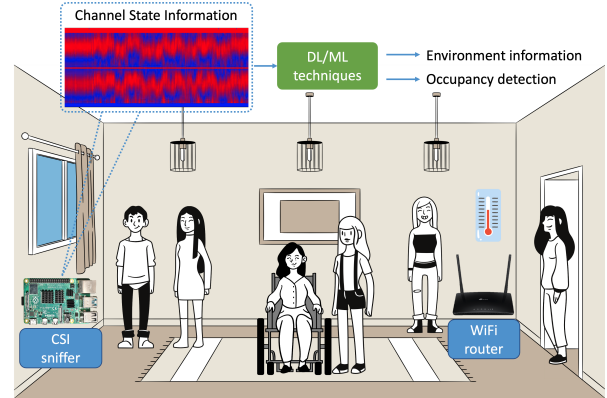 Channel State Information
DL/ML
techniques
Environment information
Occupancy detection
CSI
sniffer
WiFi
router